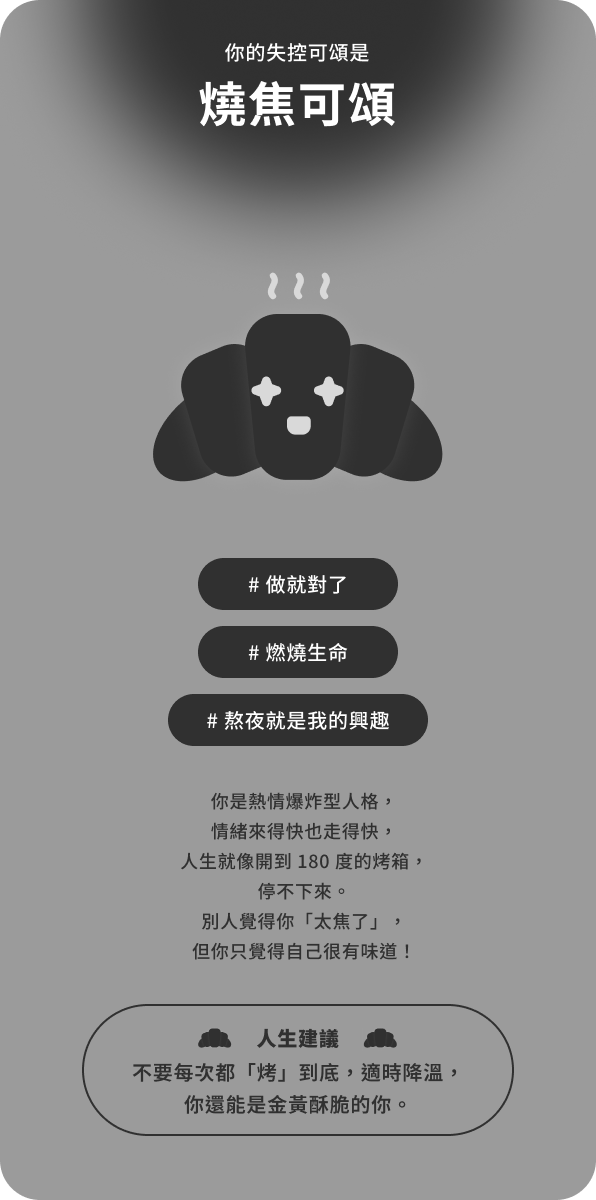 你的失控可頌是
燒焦可頌
# 做就對了
# 燃燒生命
# 熬夜就是我的興趣
你是熱情爆炸型人格，
情緒來得快也走得快，
人生就像開到 180 度的烤箱，
停不下來。
別人覺得你「太焦了」，
但你只覺得自己很有味道！
人生建議
不要每次都「烤」到底，適時降溫，
你還能是金黃酥脆的你。